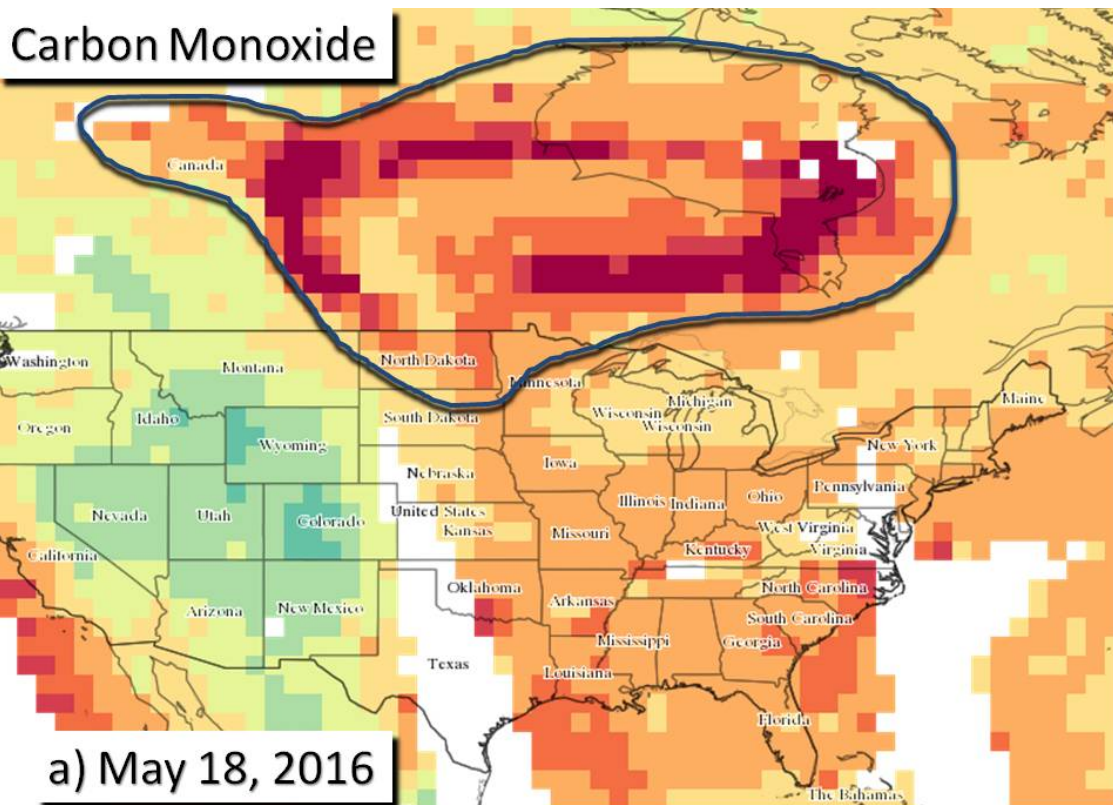 Carbon Monoxide
Canada
Washington
Montana
North Dakota
Minnesota
Maine
Oregon
Idaho
South Dakota
Wisconsin
Michigan
Wisconsin
Wyoming
New York
Nebraska
Iowa
Pennsylvania
Nevada
Utah
Colorado
United States
Illinois
Indiana
Ohio
Kansas
Missouri
West Virginia
California
Kentucky
Virginia
Arizona
New Mexico
Oklahoma
Arkansas
North Carolina
South Carolina
Mississippi
Georgia
Texas
Louisiana
Florida
a) May 18, 2016
The Bahamas